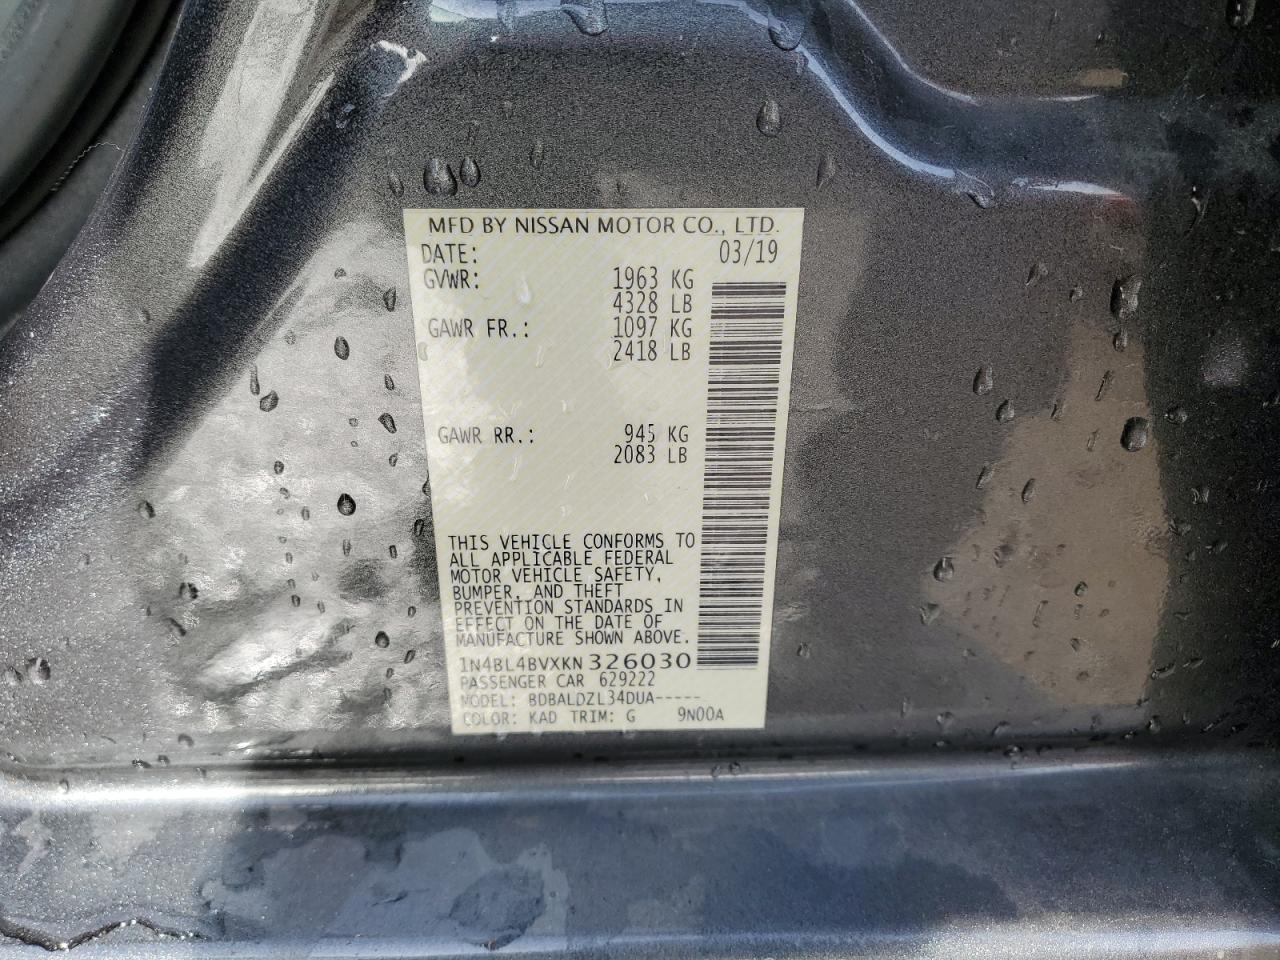 MFD BY NISSAN MOTOR CO., LTD.
DATE: 03/19
GVWR: 1963 KG
4328 LB
GAWR FR.: 1097 KG
2418 LB
GAWR RR.: 945 KG
2083 LB
THIS VEHICLE CONFORMS TO
ALL APPLICABLE FEDERAL
MOTOR VEHICLE SAFETY,
BUMPER, AND THEFT
PREVENTION STANDARDS IN
EFFECT ON THE DATE OF
MANUFACTURE SHOWN ABOVE.
1N4BL4BVXKN326030
PASSENGER CAR 629222
MODEL: BDBALDZL34DUA-----
COLOR: KAD TRIM: G 9N00A